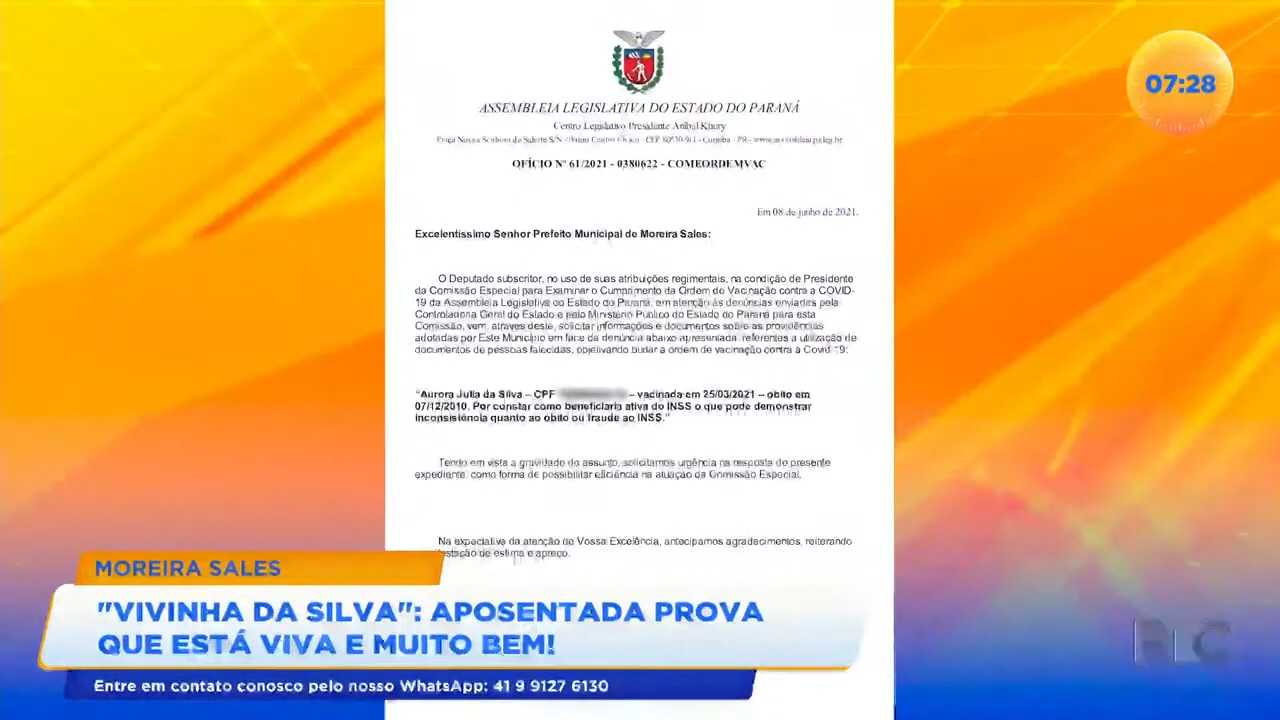 07:28
ASSEMBLEIA LEGISLATIVA DO ESTADO DO PARANÁ
Centro Legislativo Presidente Aníbal Khury
Praça Nossa Senhora de Salette S/N - Centro Cívico - CEP - Curitiba - PR -
OFÍCIO Nº 61/2021 - 0380622 - COMEORDEMVAC
Em 08 de junho de 2021.
Excelentíssimo Senhor Prefeito Municipal de Moreira Sales:
O Deputado subscritor, no uso de suas atribuições regimentais, na condição de Presidente
da Comissão Especial para Examinar o Cumprimento da Ordem de Vacinação contra a COVID-
19 da Assembleia Legislativa do Estado do Paraná, em atenção às denúncias enviadas pela
Controladoria Geral do Estado e pelo Ministério Público do Estado do Paraná para esta
Comissão, vem, através deste, solicitar informações e documentos sobre as providências
adotadas por Este Município em face da denúncia abaixo apresentada, referentes a utilização de
documentos de pessoas falecidas, objetivando burlar a ordem de vacinação contra a Covid-19:
"Aurora Julia da Silva – CPF – vacinada em 25/03/2021 – óbito em
07/12/2010. Por constar como beneficiária ativa do INSS o que pode demonstrar
inconsistência quanto ao óbito ou fraude ao INSS."
Tendo em vista a gravidade do assunto, solicitamos urgência na resposta do presente
expediente, como forma de possibilitar eficiência na atuação da Comissão Especial.
Na expectativa da atenção de Vossa Excelência, antecipamos agradecimentos, reiterando
de estima e apreço.
MOREIRA SALES
"VIVINHA DA SILVA": APOSENTADA PROVA
QUE ESTÁ VIVA E MUITO BEM!
RIC
Entre em contato conosco pelo nosso WhatsApp: 41 9 9127 6130